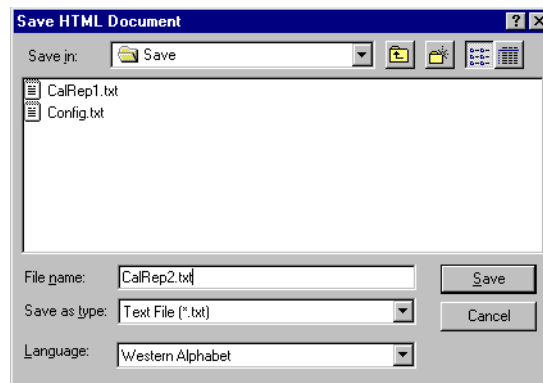 Save HTML Document
Save in: Save
CalRep1.txt
Config.txt
File name: CalRep2.txt Save
Save as type: Text File (*.txt) Cancel
Language: Western Alphabet